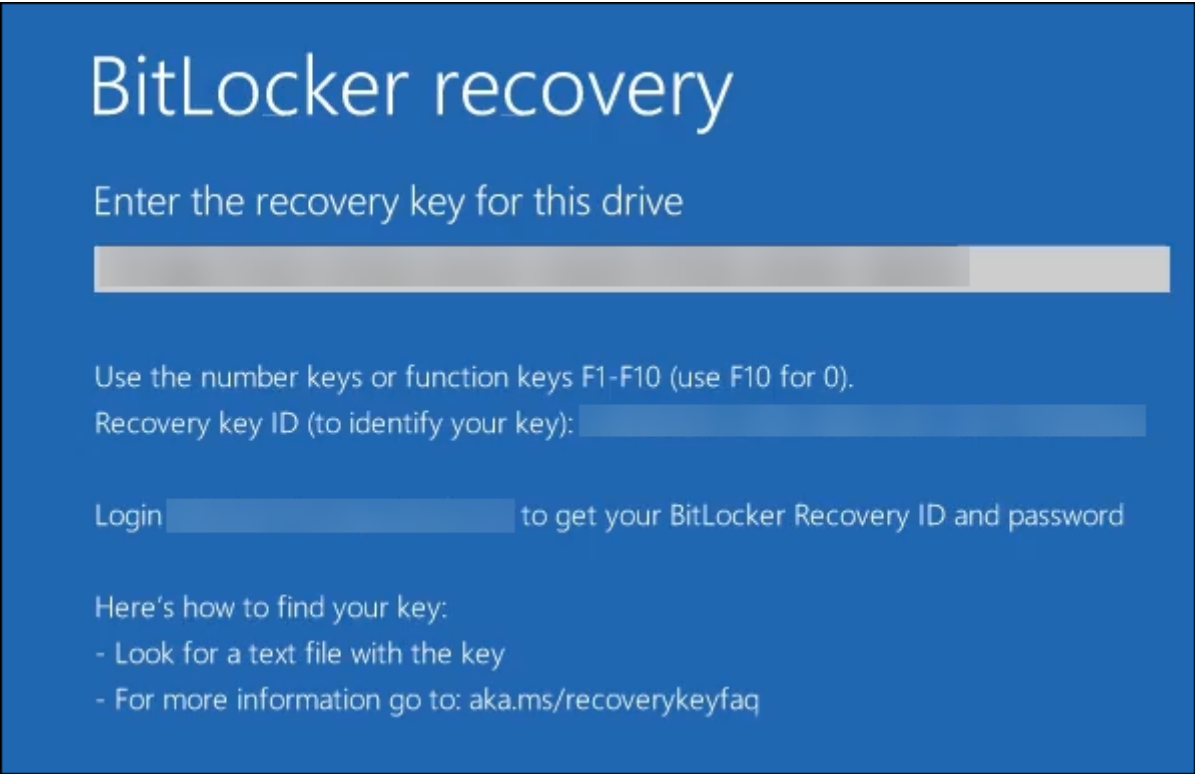 BitLocker recovery
Enter the recovery key for this drive
Use the number keys or function keys F1-F10 (use F10 for 0).
Recovery key ID (to identify your key):
Login to get your BitLocker Recovery ID and password
Here's how to find your key:
- Look for a text file with the key
- For more information go to: aka.ms/recoverykeyfaq